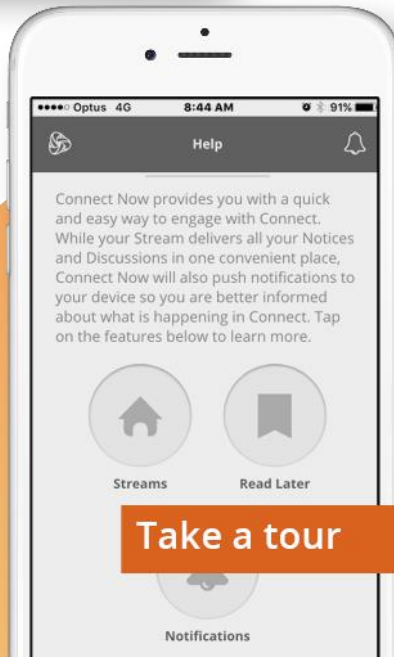 Optus 4G 8:44 AM 91%
Help
Connect Now provides you with a quick
and easy way to engage with Connect.
While your Stream delivers all your Notices
and Discussions in one convenient place,
Connect Now will also push notifications to
your device so you are better informed
about what is happening in Connect. Tap
on the features below to learn more.
Streams Read Later
Take a tour
Notifications